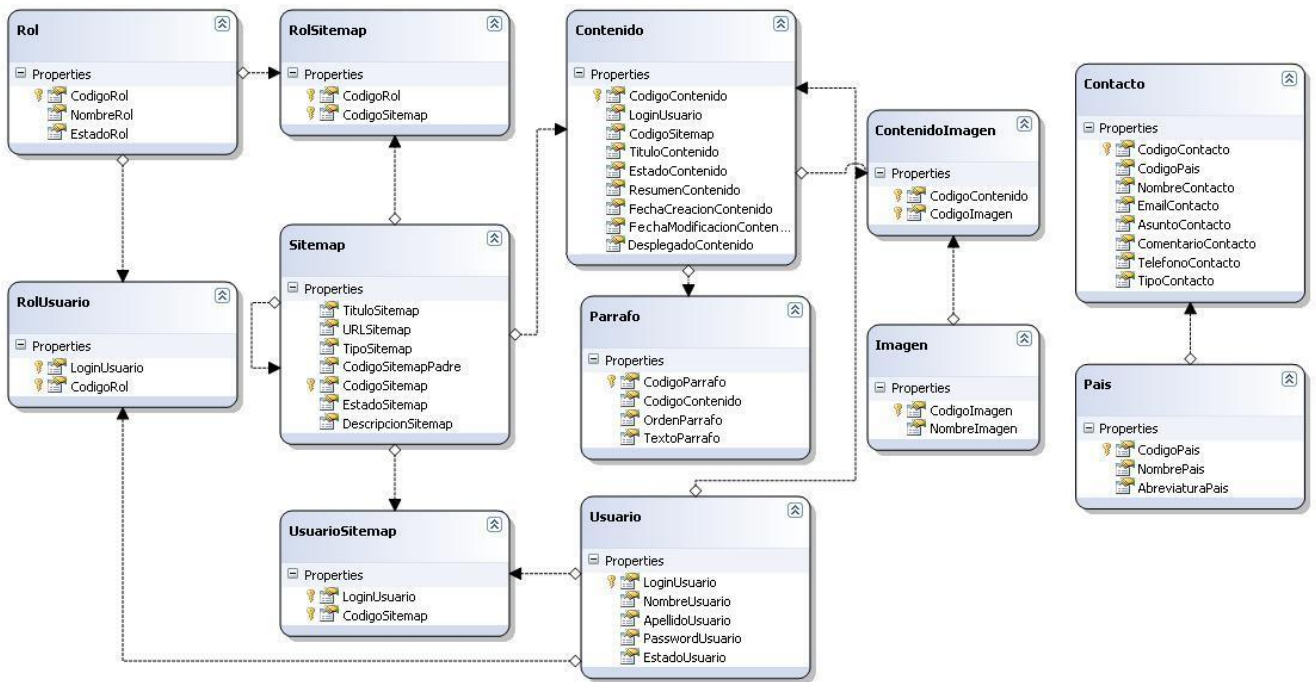 Rol
Properties
CodigoRol
NombreRol
EstadoRol
RolSitemap
Properties
CodigoRol
CodigoSitemap
Contenido
Properties
CodigoContenido
LoginUsuario
CodigoSitemap
TituloContenido
EstadoContenido
ResumenContenido
FechaCreacionContenido
FechaModificacionConten...
DesplegadoContenido
ContenidoImagen
Properties
CodigoContenido
CodigoImagen
Contacto
Properties
CodigoContacto
CodigoPais
NombreContacto
EmailContacto
AsuntoContacto
ComentarioContacto
TelefonoContacto
TipoContacto
RolUsuario
Properties
LoginUsuario
CodigoRol
Sitemap
Properties
TituloSitemap
URLSitemap
TipoSitemap
CodigoSitemapPadre
CodigoSitemap
EstadoSitemap
DescripcionSitemap
Parrafo
Properties
CodigoParrafo
CodigoContenido
OrdenParrafo
TextoParrafo
Imagen
Properties
CodigoImagen
NombreImagen
Pais
Properties
CodigoPais
NombrePais
AbreviaturaPais
UsuarioSitemap
Properties
LoginUsuario
CodigoSitemap
Usuario
Properties
LoginUsuario
NombreUsuario
ApellidoUsuario
PasswordUsuario
EstadoUsuario